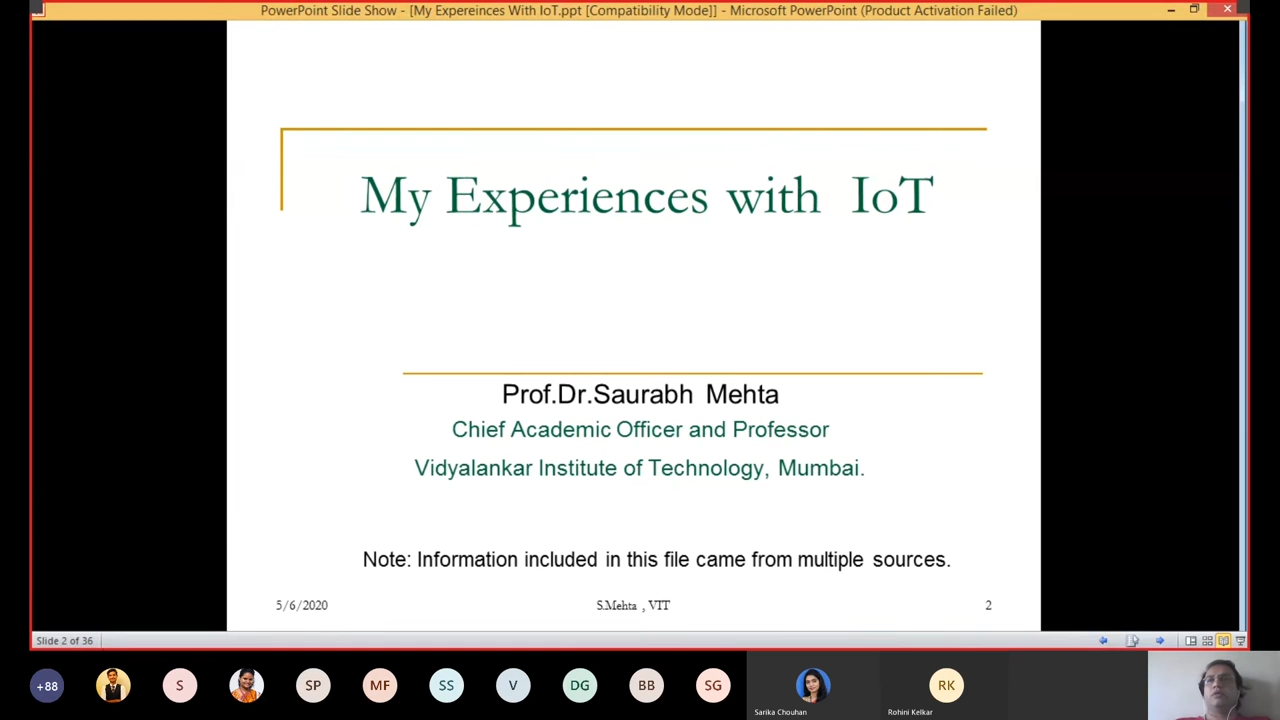 PowerPoint Slide Show - [My Expereinces With IoT.ppt [Compatibility Mode]] - Microsoft PowerPoint (Product Activation Failed)
My Experiences with IoT
Prof.Dr.Saurabh Mehta
Chief Academic Officer and Professor
Vidyalankar Institute of Technology, Mumbai.
Note: Information included in this file came from multiple sources.
5/6/2020 S.Mehta , VIT 2
Slide 2 of 36
+88 S SP MF SS V DG BB SG RK
Sarika Chouhan Rohini Kelkar